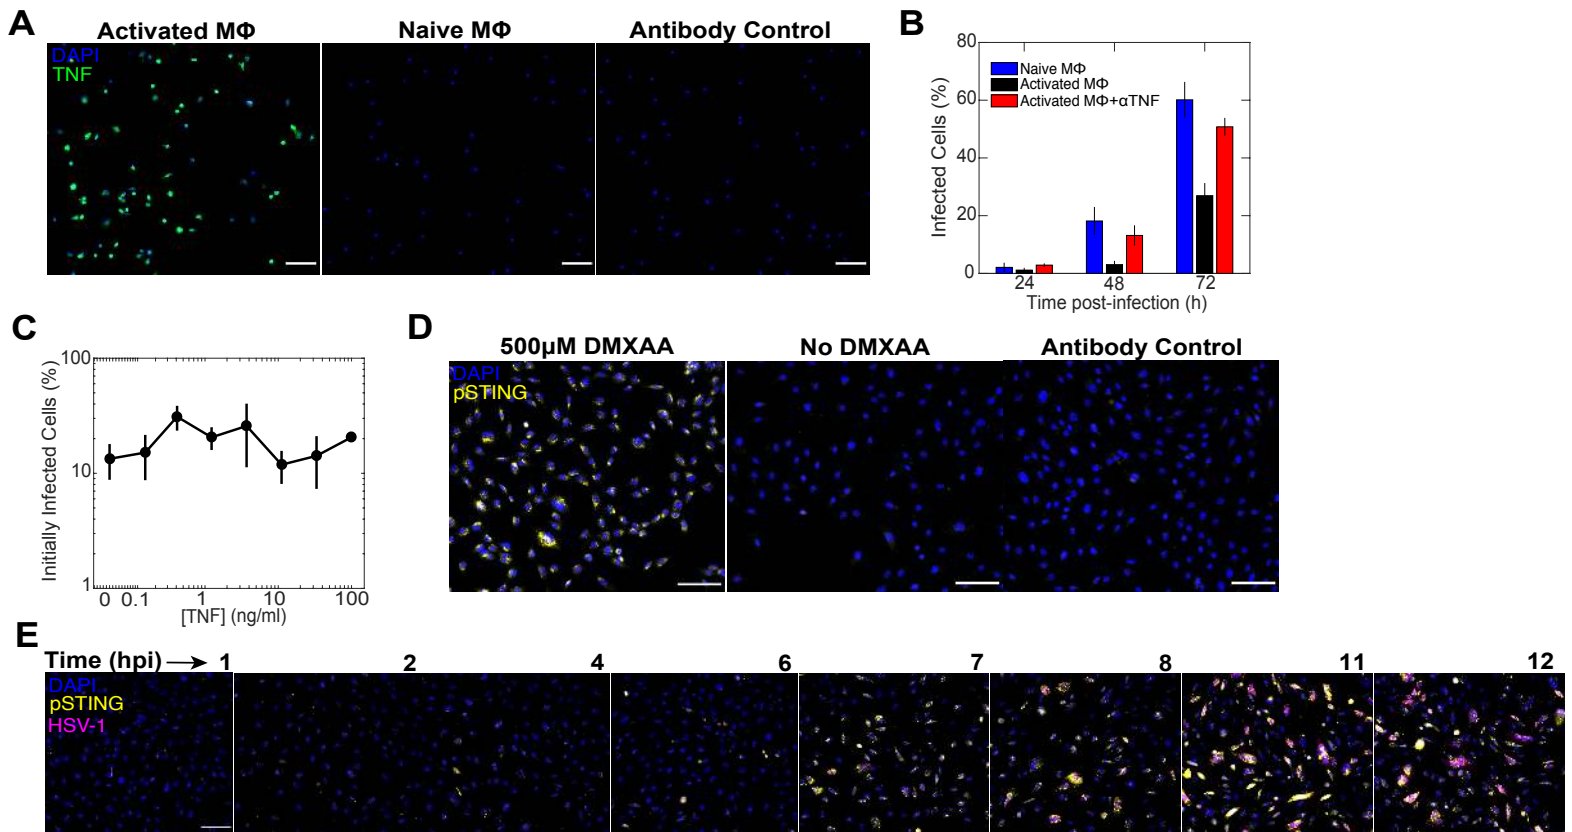 A
Activated MΦ
Naive MΦ
Antibody Control
DAPI
TNF
B
80
60
40
20
0
Infected Cells (%)
Naive MΦ
Activated MΦ
Activated MΦ+αTNF
24
48
72
Time post-infection (h)
C
100
10
1
Initially Infected Cells (%)
0
0.1
1
10
100
[TNF] (ng/ml)
D
500μM DMXAA
No DMXAA
Antibody Control
DAPI
pSTING
E
Time (hpi) → 1 2 4 6 7 8 11 12
DAPI
pSTING
HSV-1